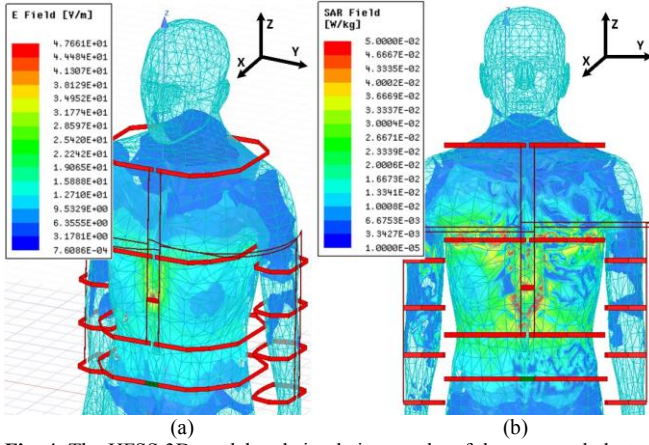 E Field [V/m]
4.7661E+01
4.4484E+01
4.1307E+01
3.8129E+01
3.4952E+01
3.1774E+01
2.8597E+01
2.5420E+01
2.2242E+01
1.9065E+01
1.5888E+01
1.2710E+01
9.5329E+00
6.3555E+00
3.1781E+00
7.6086E-04
Z
Y
X
z
(a)
SAR Field
[W/kg]
5.0000E-02
4.6667E-02
4.3335E-02
4.0002E-02
3.6669E-02
3.3337E-02
3.0004E-02
2.6671E-02
2.3339E-02
2.0006E-02
1.6673E-02
1.3341E-02
1.0008E-02
6.6753E-03
3.3427E-03
1.0000E-05
Z
X
Y
Z
(b)